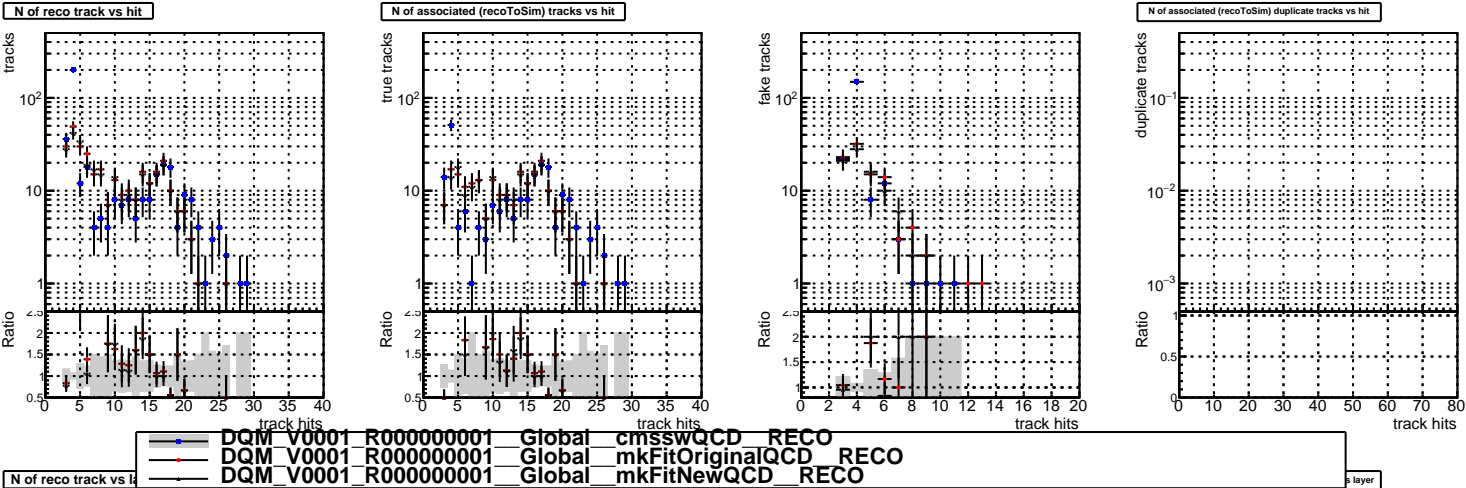 N of reco track vs hit
N of associated (recoToSim) tracks vs hit
N of associated (recoToSim) duplicate tracks vs hit
tracks
10²
10
1
Ratio
2.5
2
1.5
1
0.5
0 5 10 15 20 25 30 35 40
track hits
true tracks
10²
10
1
Ratio
2.5
2
1.5
1
0.5
0 5 10 15 20 25 30 35 40
track hits
fake tracks
10²
10
1
Ratio
2.5
2
1.5
1
0 2 4 6 8 10 12 14 16 18 20
track hits
duplicate tracks
10⁻¹
10⁻²
10⁻³
Ratio
1
0.5
0
0 10 20 30 40 50 60 70 80
track hits
DQM_V0001_R000000001__Global__cmsswQCD__RECO
DQM_V0001_R000000001__Global__mkFitOriginalQCD__RECO
DQM_V0001_R000000001__Global__mkFitNewQCD__RECO
N of reco track vs la
s layer